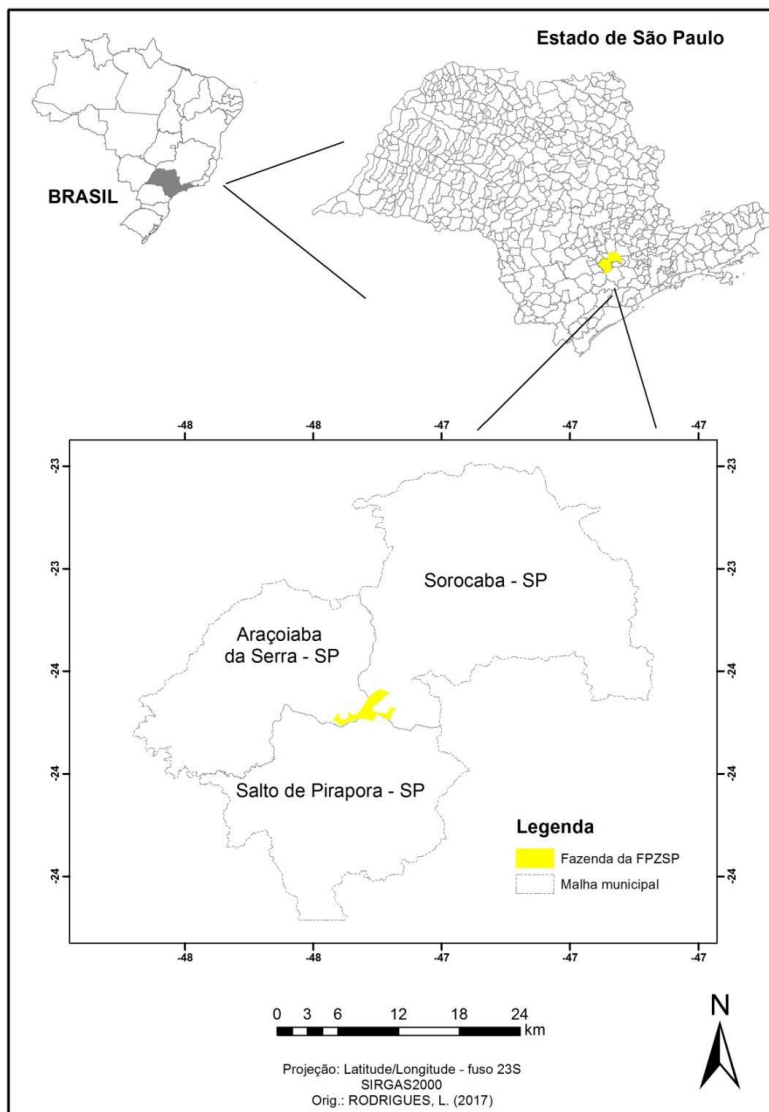 Estado de São Paulo
BRASIL
-48 -48 -47 -47 -47
-23 -23
-23 -23
-24 -24
-24 -24
-24 -24
Sorocaba - SP
Araçoiaba
da Serra - SP
Salto de Pirapora - SP
Legenda
Fazenda da FPZSP
Malha municipal
-48 -48 -47 -47 -47
0 3 6 12 18 24
km
N
Projeção: Latitude/Longitude - fuso 23S
SIRGAS2000
Orig.: RODRIGUES, L. (2017)